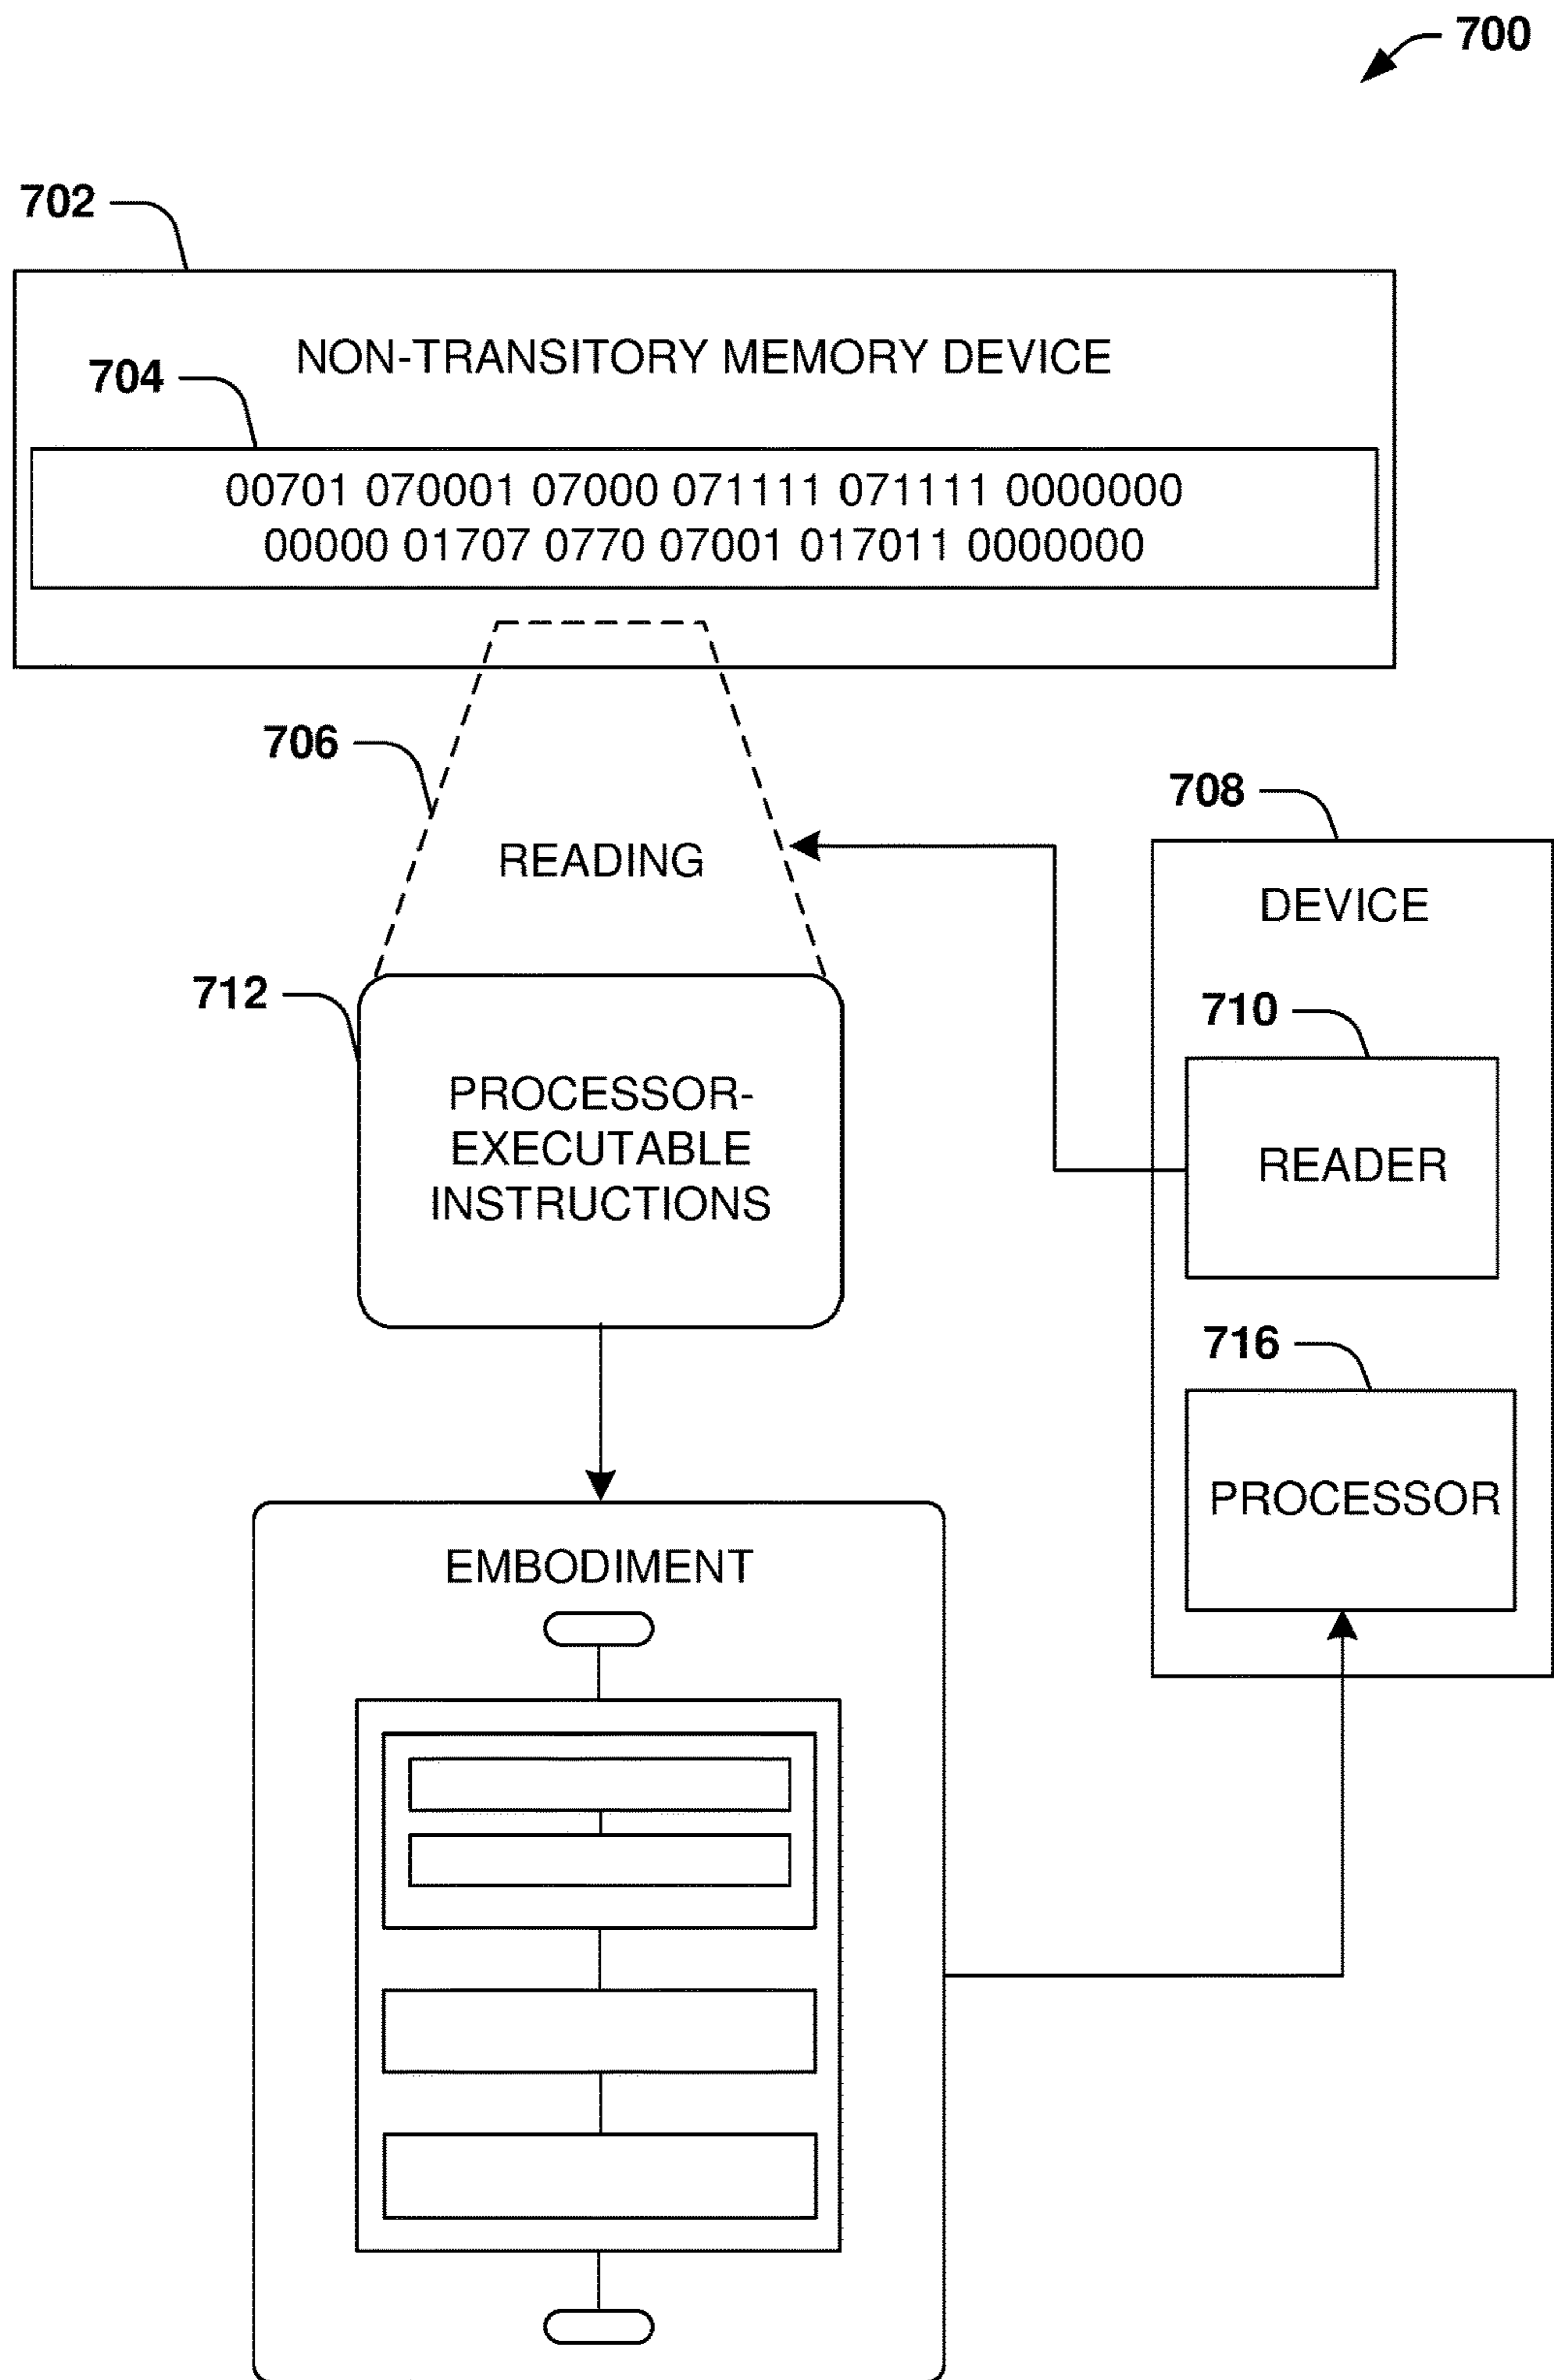 700
702
NON-TRANSITORY MEMORY DEVICE
704
00701 070001 07000 071111 071111 0000000
00000 01707 0770 07001 017011 0000000
706
READING
708
DEVICE
712
PROCESSOR-
EXECUTABLE
INSTRUCTIONS
710
READER
716
PROCESSOR
EMBODIMENT